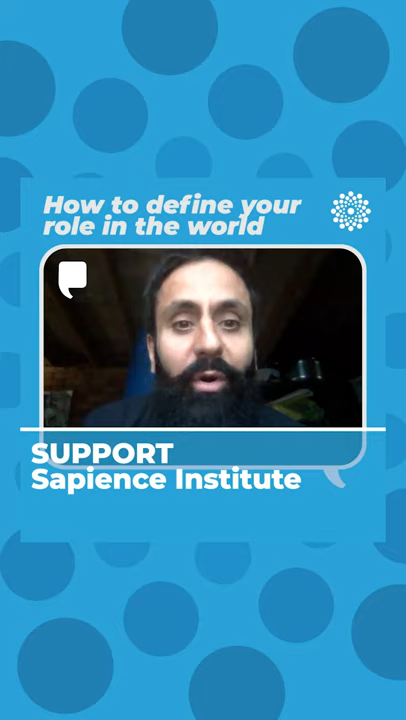 How to define your
role in the world
SUPPORT
Sapience Institute